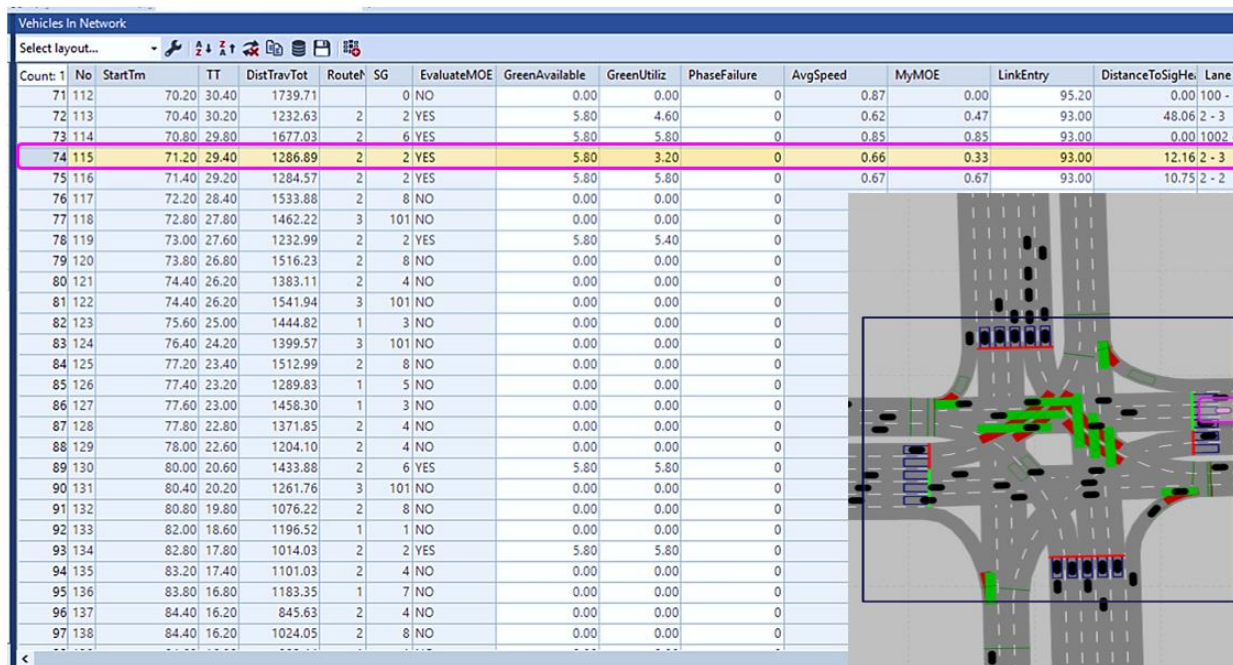 Vehicles In Network
Select layout...
Count: 1 No StartTm TT DistTravTot RouteN SG EvaluateMOE GreenAvailable GreenUtiliz PhaseFailure AvgSpeed MyMOE LinkEntry DistanceToSigHea Lane
71 112 70.20 30.40 1739.71 0 NO 0.00 0.00 0 0.87 0.00 95.20 0.00 100 -
72 113 70.40 30.20 1232.63 2 2 YES 5.80 4.60 0 0.62 0.47 93.00 48.06 2 - 3
73 114 70.80 29.80 1677.03 2 6 YES 5.80 5.80 0 0.85 0.85 93.00 0.00 1002
74 115 71.20 29.40 1286.89 2 2 YES 5.80 3.20 0 0.66 0.33 93.00 12.16 2 - 3
75 116 71.40 29.20 1284.57 2 2 YES 5.80 5.80 0 0.67 0.67 93.00 10.75 2 - 2
76 117 72.20 28.40 1533.88 2 8 NO 0.00 0.00 0
77 118 72.80 27.80 1462.22 3 101 NO 0.00 0.00 0
78 119 73.00 27.60 1232.99 2 2 YES 5.80 5.40 0
79 120 73.80 26.80 1516.23 2 8 NO 0.00 0.00 0
80 121 74.40 26.20 1383.11 2 4 NO 0.00 0.00 0
81 122 74.40 26.20 1541.94 3 101 NO 0.00 0.00 0
82 123 75.60 25.00 1444.82 1 3 NO 0.00 0.00 0
83 124 76.40 24.20 1399.57 3 101 NO 0.00 0.00 0
84 125 77.20 23.40 1512.99 2 8 NO 0.00 0.00 0
85 126 77.40 23.20 1289.83 1 5 NO 0.00 0.00 0
86 127 77.60 23.00 1458.30 1 3 NO 0.00 0.00 0
87 128 77.80 22.80 1371.85 2 4 NO 0.00 0.00 0
88 129 78.00 22.60 1204.10 2 4 NO 0.00 0.00 0
89 130 80.00 20.60 1433.88 2 6 YES 5.80 5.80 0
90 131 80.40 20.20 1261.76 3 101 NO 0.00 0.00 0
91 132 80.80 19.80 1076.22 2 8 NO 0.00 0.00 0
92 133 82.00 18.60 1196.52 1 1 NO 0.00 0.00 0
93 134 82.80 17.80 1014.03 2 2 YES 5.80 5.80 0
94 135 83.20 17.40 1101.03 2 4 NO 0.00 0.00 0
95 136 83.80 16.80 1183.35 1 7 NO 0.00 0.00 0
96 137 84.40 16.20 845.63 2 4 NO 0.00 0.00 0
97 138 84.40 16.20 1024.05 2 8 NO 0.00 0.00 0